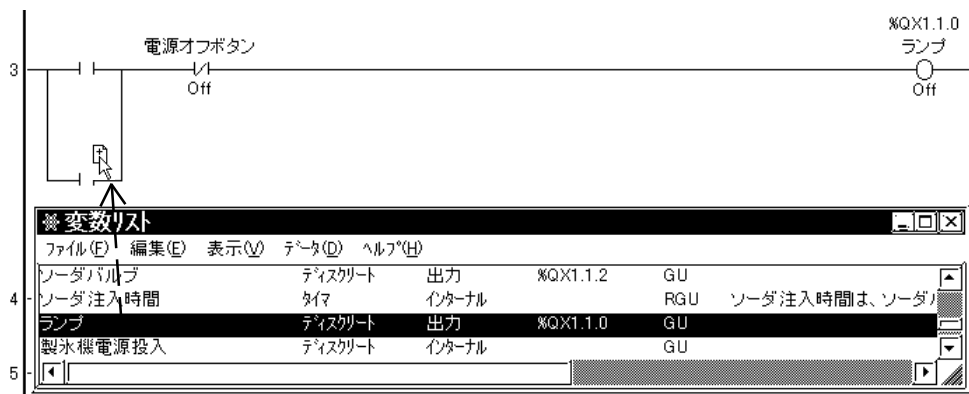 %QX1.1.0
電源オフボタン
ランプ
3
Off
Off
変数リスト
ファイル(F) 編集(E) 表示(V) データ(D) ヘルプ(H)
ソーダバルブ ディスクリート 出力 %QX1.1.2 GU
4
ソーダ注入時間 タイマ インターナル RGU ソーダ注入時間は、ソーダバ
ランプ ディスクリート 出力 %QX1.1.0 GU
製氷機電源投入 ディスクリート インターナル GU
5